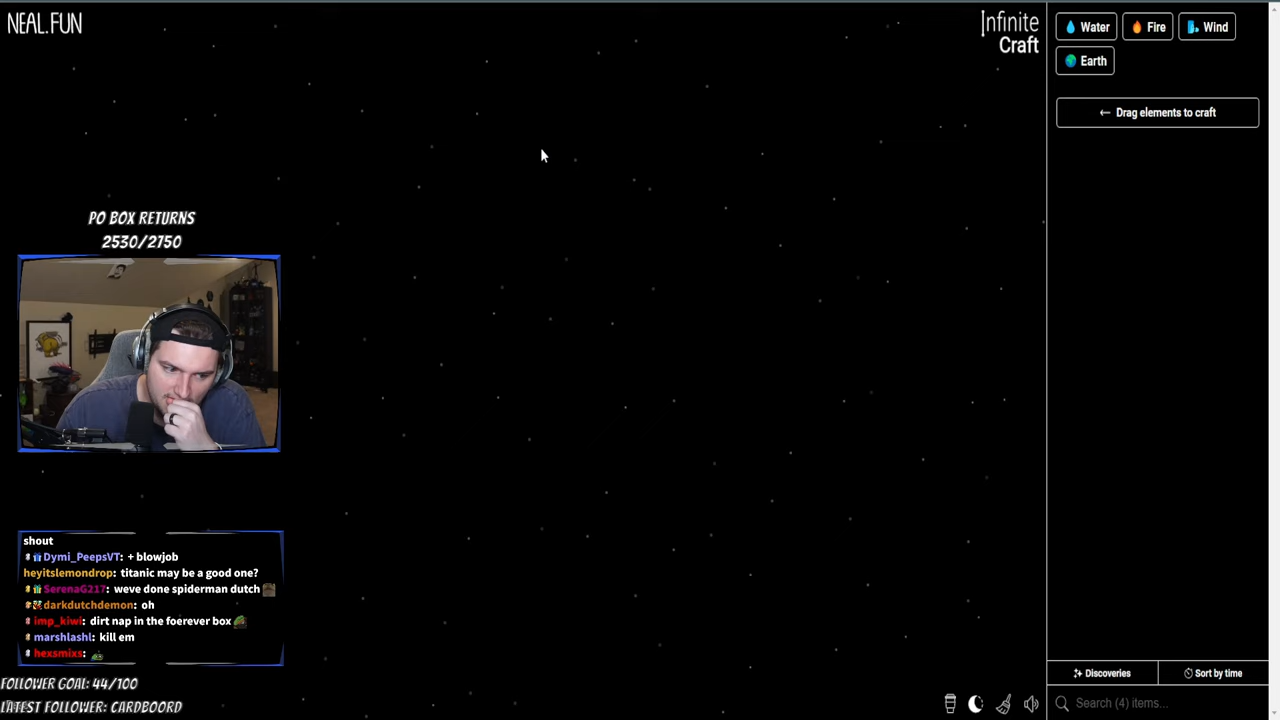 NEAL.FUN
Infinite
Craft
Water
Fire
Wind
Earth
← Drag elements to craft
PO BOX RETURNS
2530/2750
shout
Dymi_PeepsVT: + blowjob
heyitslemondrop: titanic may be a good one?
SerenaG217: weve done spiderman dutch
darkdutchdemon: oh
imp_kiwi: dirt nap in the foerever box
marshlashl: kill em
hexsmixs:
FOLLOWER GOAL: 44/100
LATEST FOLLOWER: CARDBOORD
Discoveries
Sort by time
Search (4) items...